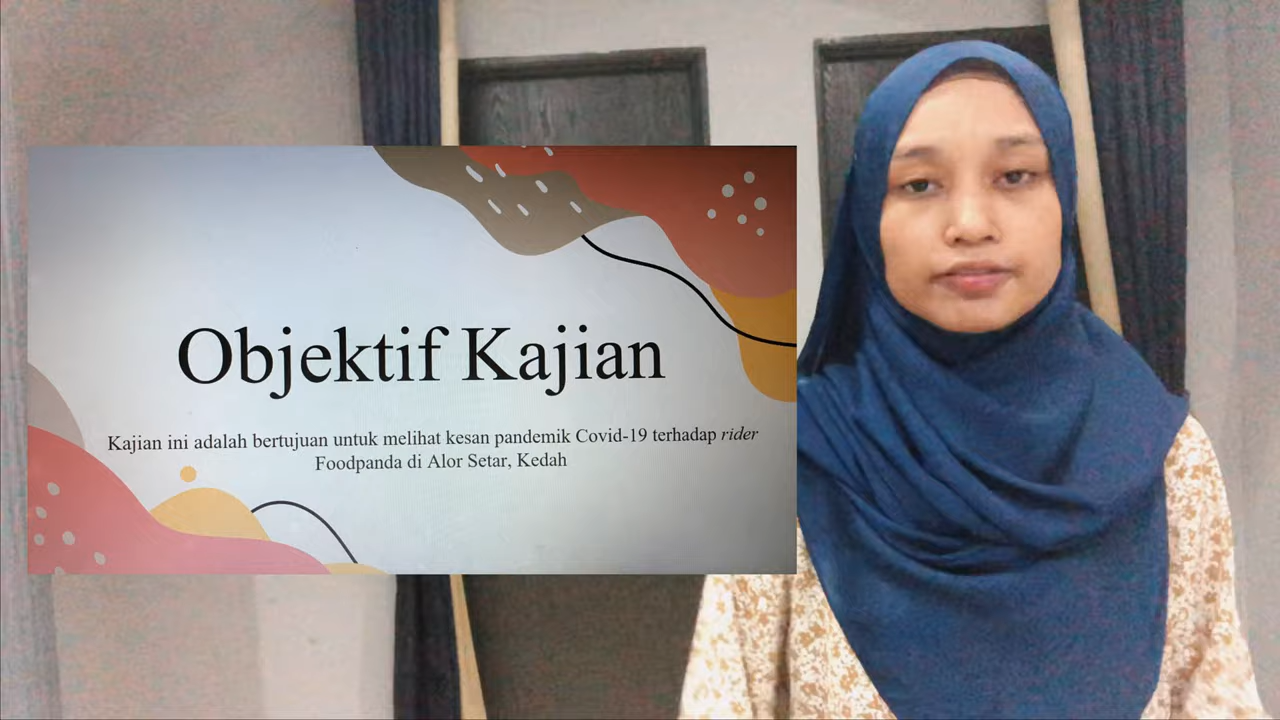 Objektif Kajian
Kajian ini adalah bertujuan untuk melihat kesan pandemik Covid-19 terhadap rider
Foodpanda di Alor Setar, Kedah